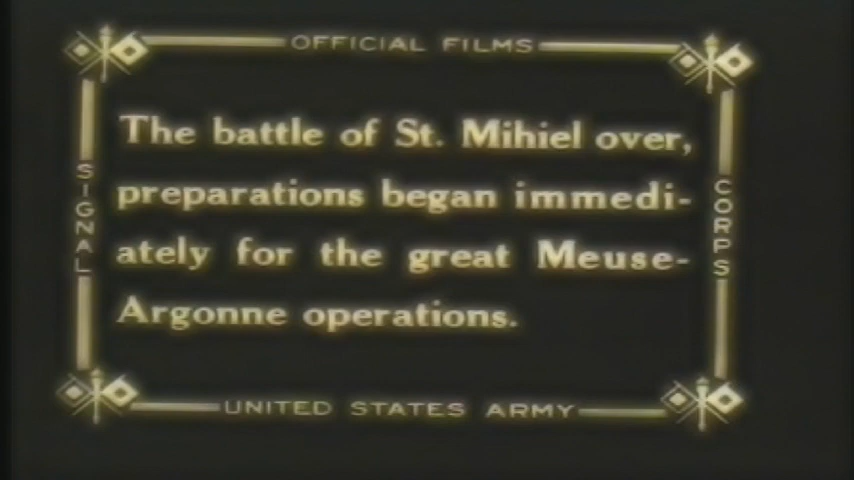 OFFICIAL FILMS
The battle of St. Mihiel over,
preparations began immedi-
ately for the great Meuse-
Argonne operations.
SIGNAL
CORPS
UNITED STATES ARMY